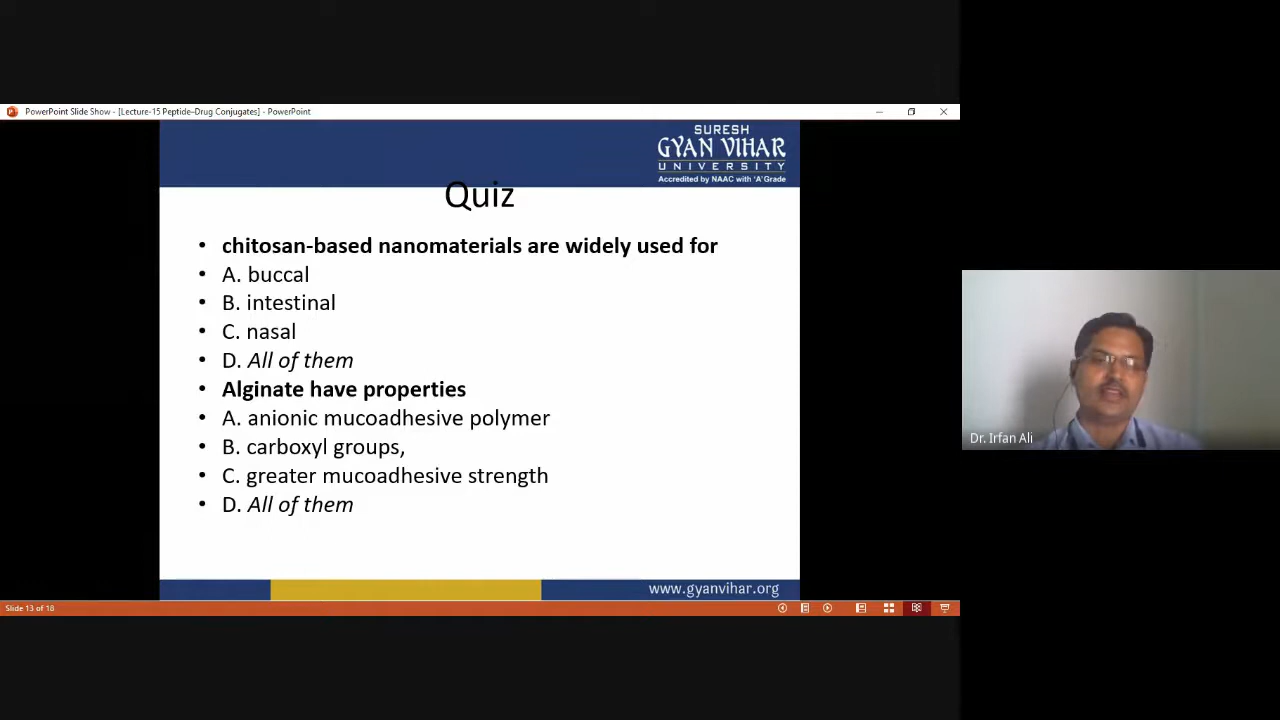 PowerPoint Slide Show - [Lecture-15 Peptide-Drug Conjugates] - PowerPoint
SURESH
GYAN VIHAR
UNIVERSITY
Accredited by NAAC with 'A' Grade
Quiz
• chitosan-based nanomaterials are widely used for
• A. buccal
• B. intestinal
• C. nasal
• D. All of them
• Alginate have properties
• A. anionic mucoadhesive polymer
• B. carboxyl groups,
• C. greater mucoadhesive strength
• D. All of them
www.gyanvihar.org
Slide 13 of 18
Dr. Irfan Ali